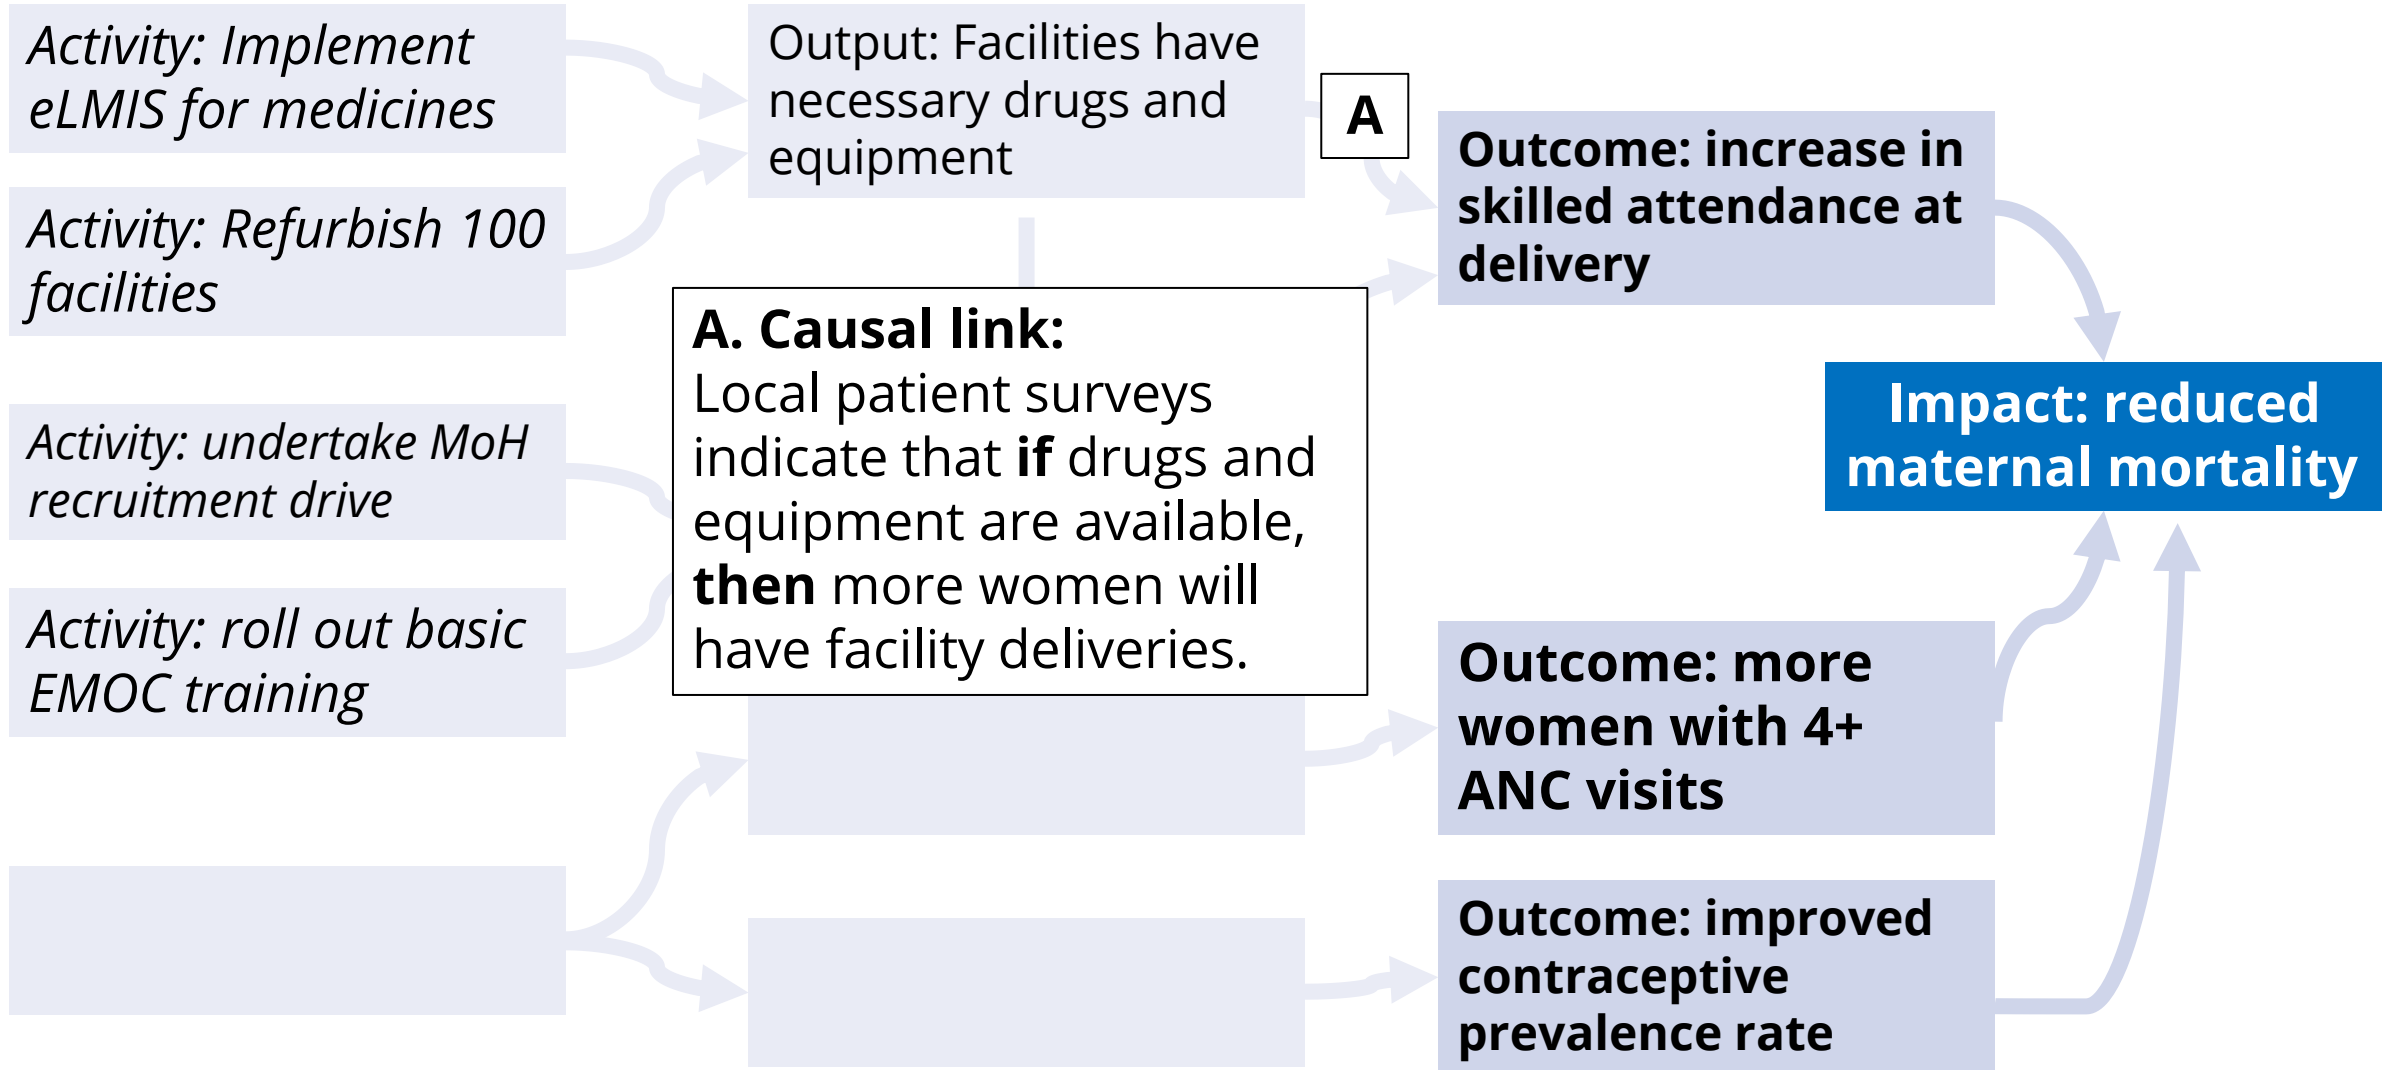 Activity: Implement
eLMIS for medicines
Activity: Refurbish 100
facilities
Activity: undertake MoH
recruitment drive
Activity: roll out basic
EMOC training
Output: Facilities have
necessary drugs and
equipment
A
A. Causal link:
Local patient surveys
indicate that if drugs and
equipment are available,
then more women will
have facility deliveries.
Outcome: increase in
skilled attendance at
delivery
Outcome: more
women with 4+
ANC visits
Outcome: improved
contraceptive
prevalence rate
Impact: reduced
maternal mortality